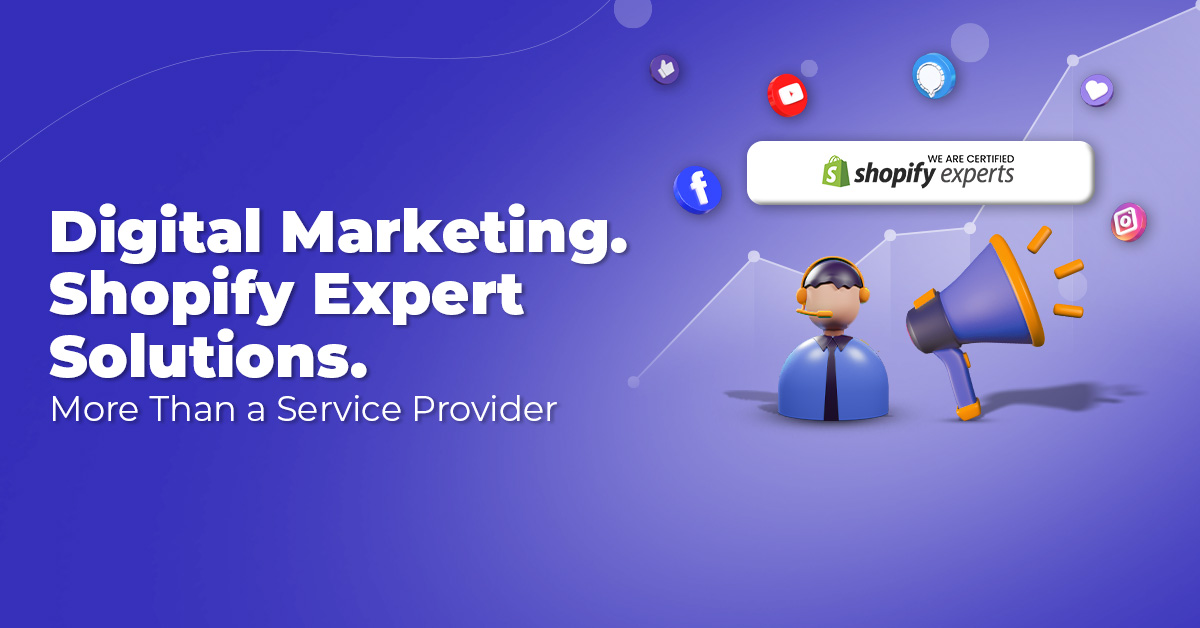 Digital Marketing.
Shopify Expert
Solutions.
More Than a Service Provider
WE ARE CERTIFIED
shopify experts